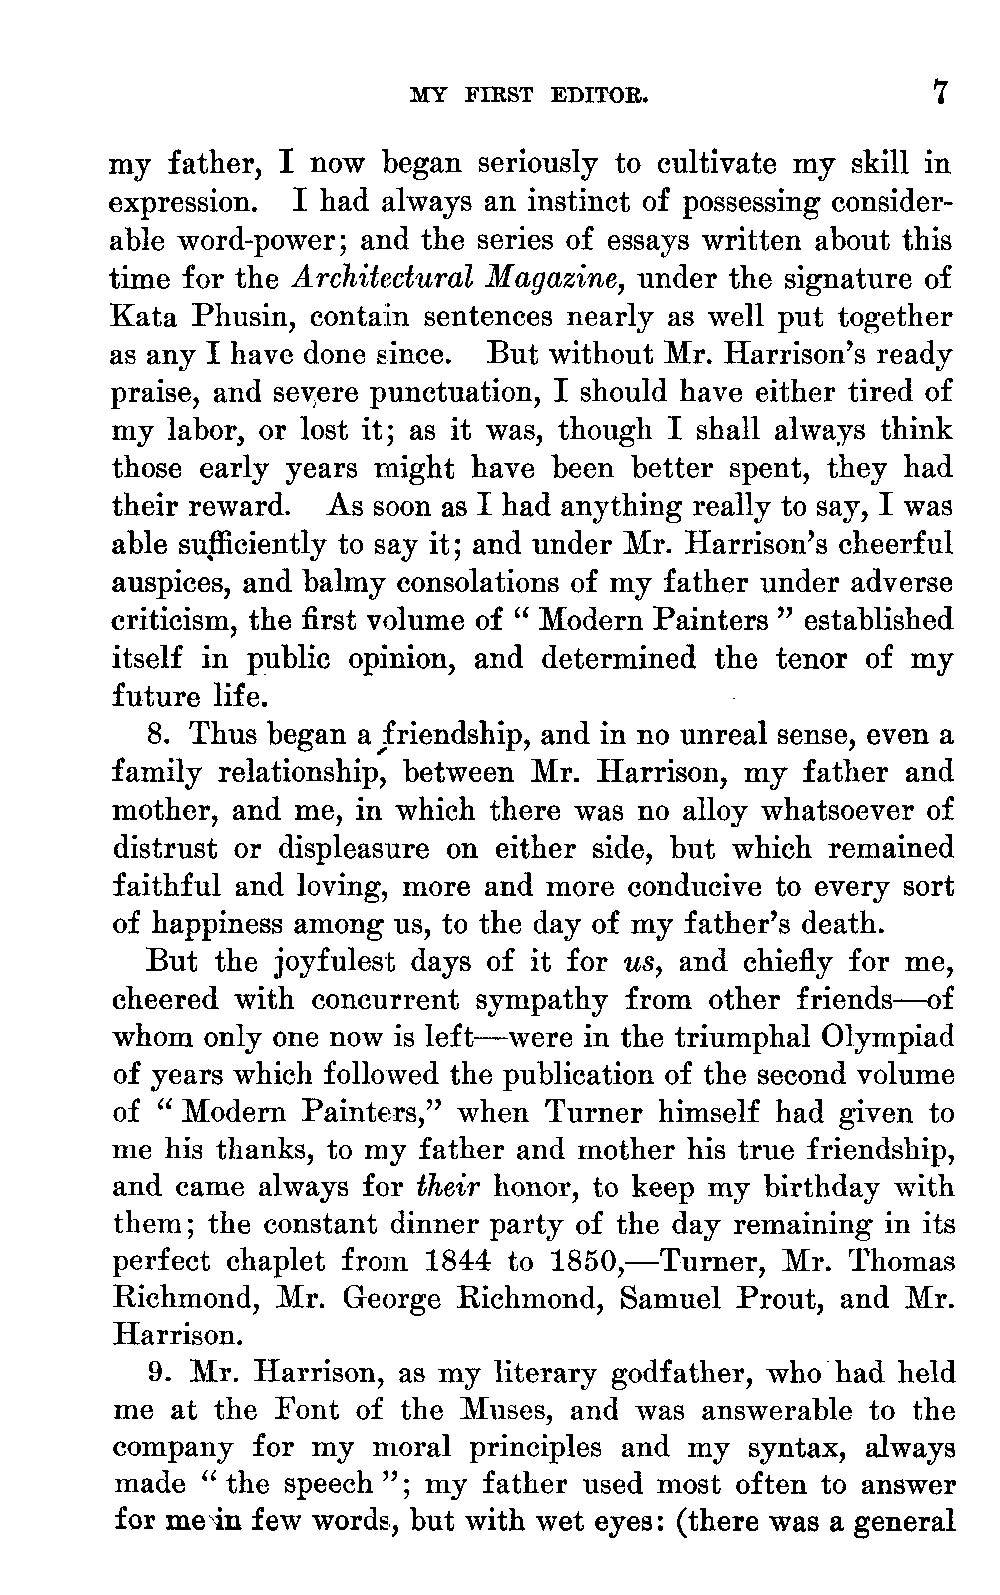 MY FIRST EDITOR. 7
my father, I now began seriously to cultivate my skill in
expression. I had always an instinct of possessing consider-
able word-power; and the series of essays written about this
time for the Architectural Magazine, under the signature of
Kata Phusin, contain sentences nearly as well put together
as any I have done since. But without Mr. Harrison's ready
praise, and severe punctuation, I should have either tired of
my labor, or lost it; as it was, though I shall always think
those early years might have been better spent, they had
their reward. As soon as I had anything really to say, I was
able sufficiently to say it; and under Mr. Harrison's cheerful
auspices, and balmy consolations of my father under adverse
criticism, the first volume of “ Modern Painters ” established
itself in public opinion, and determined the tenor of my
future life.
8. Thus began a friendship, and in no unreal sense, even a
family relationship, between Mr. Harrison, my father and
mother, and me, in which there was no alloy whatsoever of
distrust or displeasure on either side, but which remained
faithful and loving, more and more conducive to every sort
of happiness among us, to the day of my father's death.
But the joyfulest days of it for us, and chiefly for me,
cheered with concurrent sympathy from other friends—of
whom only one now is left—were in the triumphal Olympiad
of years which followed the publication of the second volume
of “ Modern Painters,” when Turner himself had given to
me his thanks, to my father and mother his true friendship,
and came always for their honor, to keep my birthday with
them; the constant dinner party of the day remaining in its
perfect chaplet from 1844 to 1850,—Turner, Mr. Thomas
Richmond, Mr. George Richmond, Samuel Prout, and Mr.
Harrison.
9. Mr. Harrison, as my literary godfather, who had held
me at the Font of the Muses, and was answerable to the
company for my moral principles and my syntax, always
made “ the speech ”; my father used most often to answer
for me in few words, but with wet eyes: (there was a general